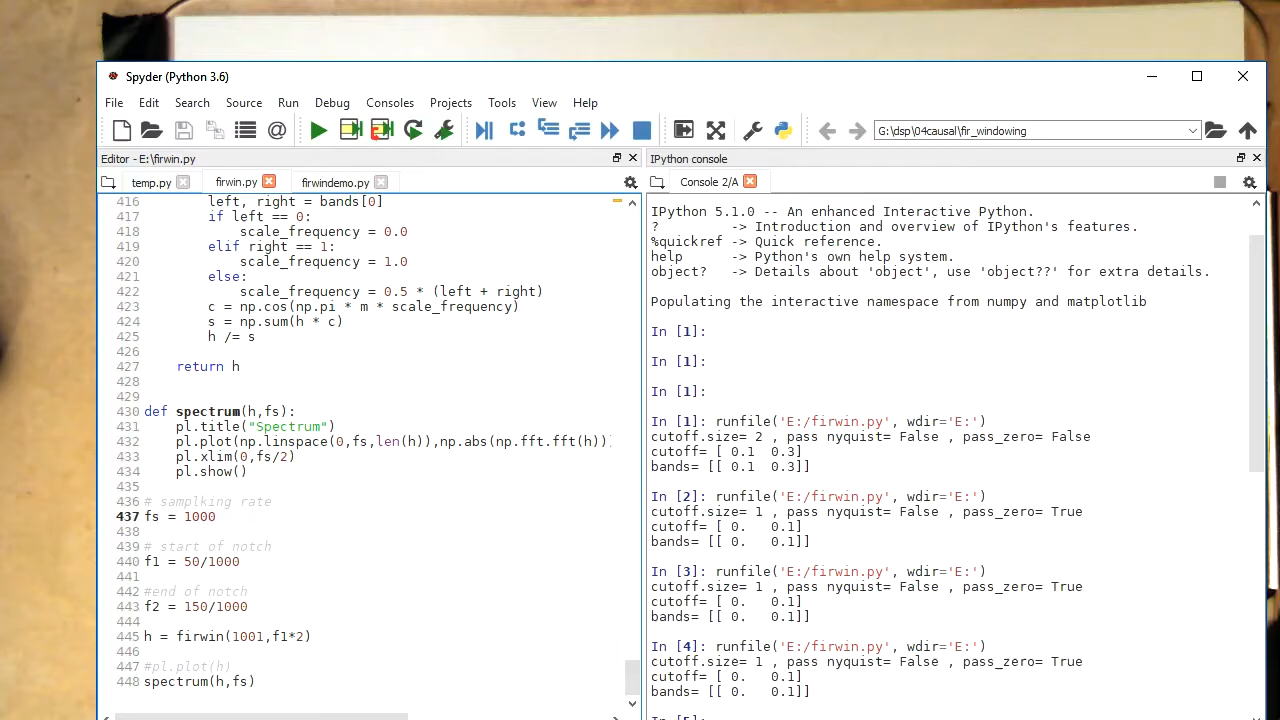 Spyder (Python 3.6)
File Edit Search Source Run Debug Consoles Projects Tools View Help
G:\dsp\04causal\fir_windowing
Editor - E:\firwin.py
temp.py firwin.py firwindemo.py
416 left, right = bands[0]
417 if left == 0:
418 scale_frequency = 0.0
419 elif right == 1:
420 scale_frequency = 1.0
421 else:
422 scale_frequency = 0.5 * (left + right)
423 c = np.cos(np.pi * m * scale_frequency)
424 s = np.sum(h * c)
425 h /= s
426
427 return h
428
429
430 def spectrum(h,fs):
431 pl.title("Spectrum")
432 pl.plot(np.linspace(0,fs,len(h)),np.abs(np.fft.fft(h))
433 pl.xlim(0,fs/2)
434 pl.show()
435
436 # samplking rate
437 fs = 1000
438
439 # start of notch
440 f1 = 50/1000
441
442 #end of notch
443 f2 = 150/1000
444
445 h = firwin(1001,f1*2)
446
447 #pl.plot(h)
448 spectrum(h,fs)
IPython console
Console 2/A
IPython 5.1.0 -- An enhanced Interactive Python.
? -> Introduction and overview of IPython's features.
%quickref -> Quick reference.
help -> Python's own help system.
object? -> Details about 'object', use 'object??' for extra details.
Populating the interactive namespace from numpy and matplotlib
In [1]:
In [1]:
In [1]:
In [1]: runfile('E:/firwin.py', wdir='E:')
cutoff.size= 2 , pass nyquist= False , pass_zero= False
cutoff= [ 0.1 0.3]
bands= [[ 0.1 0.3]]
In [2]: runfile('E:/firwin.py', wdir='E:')
cutoff.size= 1 , pass nyquist= False , pass_zero= True
cutoff= [ 0. 0.1]
bands= [[ 0. 0.1]]
In [3]: runfile('E:/firwin.py', wdir='E:')
cutoff.size= 1 , pass nyquist= False , pass_zero= True
cutoff= [ 0. 0.1]
bands= [[ 0. 0.1]]
In [4]: runfile('E:/firwin.py', wdir='E:')
cutoff.size= 1 , pass nyquist= False , pass_zero= True
cutoff= [ 0. 0.1]
bands= [[ 0. 0.1]]